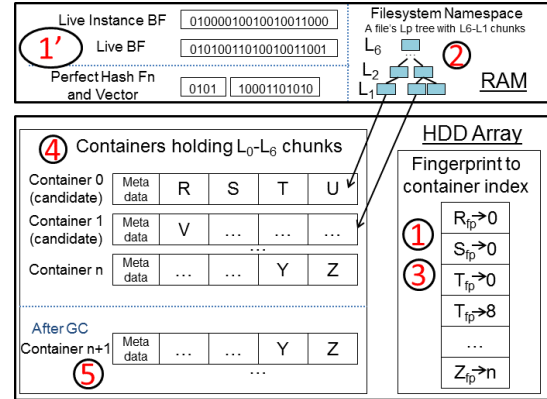 Live Instance BF
01000010010010011000
1’
Live BF
01010011010010011001
Perfect Hash Fn
and Vector
0101
10001101010
Filesystem Namespace
A file's Lp tree with L6-L1 chunks
L6
2
L2
L1
RAM
4 Containers holding L0-L6 chunks
Container 0
(candidate)
Meta
data
R S T U
Container 1
(candidate)
Meta
data
V ... ... ...
...
Container n
Meta
data
... ... Y Z
After GC
Container n+1
Meta
data
... ... Y Z
...
5
HDD Array
Fingerprint to
container index
1
3
Rfp→0
Sfp→0
Tfp→0
Tfp→8
...
Zfp→n